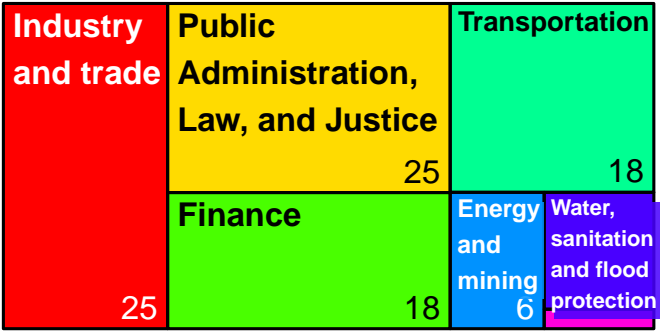 Industry
and trade
25
Public
Administration,
Law, and Justice
25
Transportation
18
Finance
18
Energy
and
mining
6
Water,
sanitation
and flood
protection